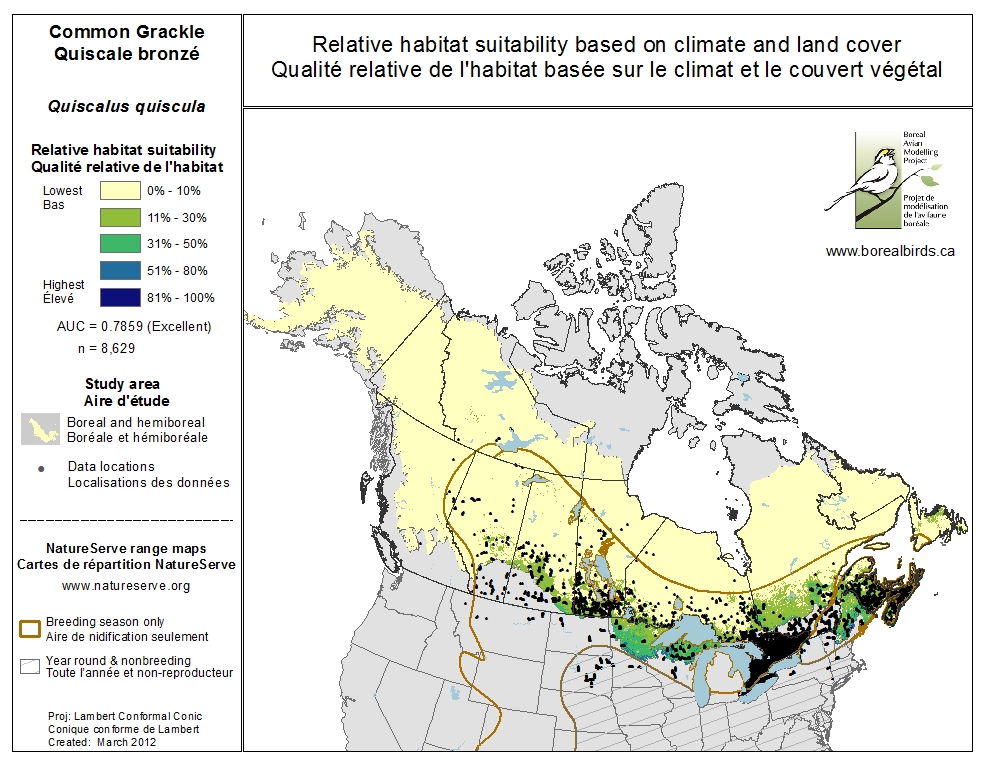 Common Grackle
Quiscale bronzé
Quiscalus quiscula
Relative habitat suitability
Qualité relative de l'habitat
Lowest
Bas
0% - 10%
11% - 30%
31% - 50%
51% - 80%
Highest
Élevé
81% - 100%
AUC = 0.7859 (Excellent)
n = 8,629
Study area
Aire d'étude
Boreal and hemiboreal
Boréale et hémiboréale
Data locations
Localisations des données
NatureServe range maps
Cartes de répartition NatureServe
www.natureserve.org
Breeding season only
Aire de nidification seulement
Year round & nonbreeding
Toute l'année et non-reproducteur
Proj: Lambert Conformal Conic
Conique conforme de Lambert
Created: March 2012
Relative habitat suitability based on climate and land cover
Qualité relative de l'habitat basée sur le climat et le couvert végétal
Boreal
Avian
Modelling
Project
Projet de
modélisation
de l'avifaune
boréale
www.borealbirds.ca